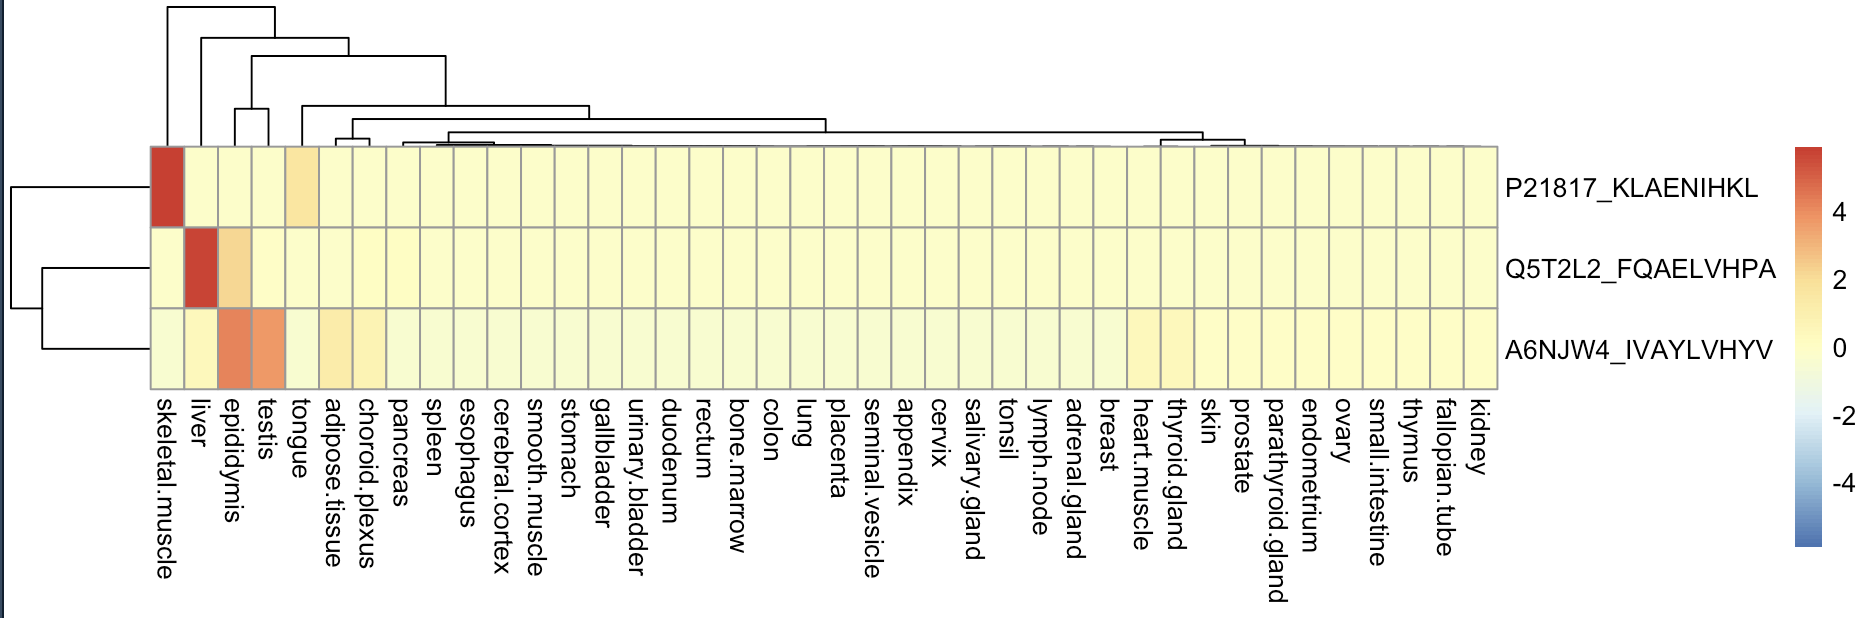 P21817_KLAENIHKL
Q5T2L2_FQAELVHPA
A6NJW4_IVAYLVHYV
4
2
0
-2
-4
skeletal.muscle
liver
epididymis
testis
tongue
adipose.tissue
choroid.plexus
pancreas
spleen
esophagus
cerebral.cortex
smooth.muscle
stomach
gallbladder
urinary.bladder
duodenum
rectum
bone.marrow
colon
lung
placenta
seminal.vesicle
appendix
cervix
salivary.gland
tonsil
lymph.node
adrenal.gland
breast
heart.muscle
thyroid.gland
skin
prostate
parathyroid.gland
endometrium
ovary
small.intestine
thymus
fallopian.tube
kidney